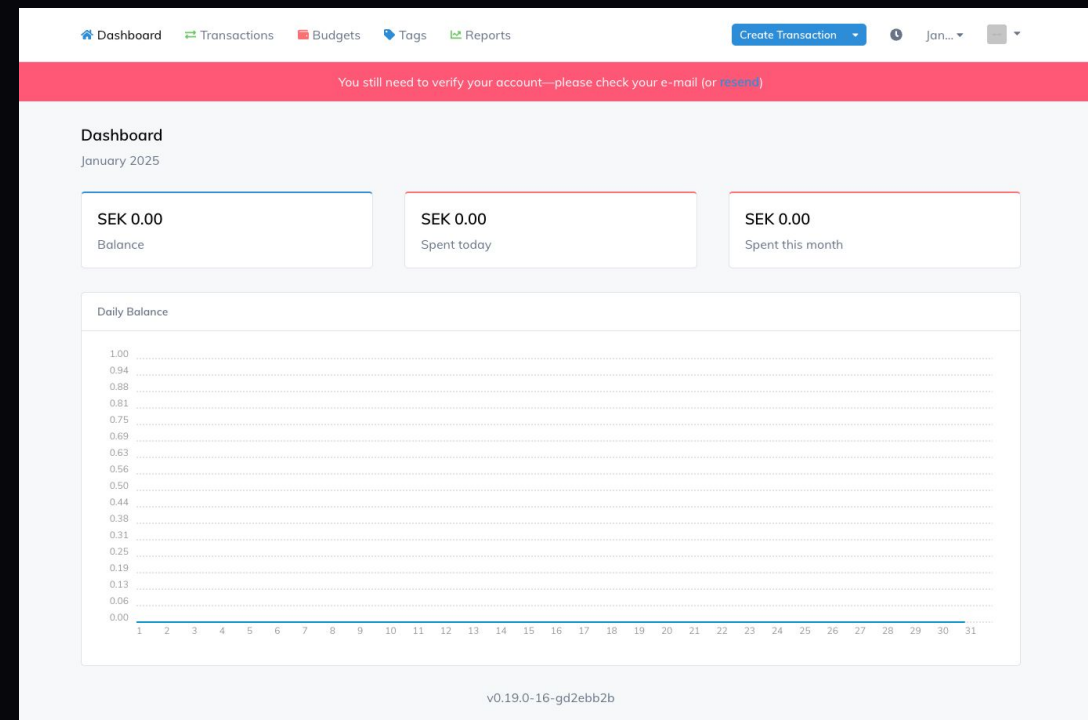 Dashboard Transactions Budgets Tags Reports Create Transaction Jan...
You still need to verify your account—please check your e-mail (or resend)
Dashboard
January 2025
SEK 0.00 SEK 0.00 SEK 0.00
Balance Spent today Spent this month
Daily Balance
1.00
0.94
0.88
0.81
0.75
0.69
0.63
0.56
0.50
0.44
0.38
0.31
0.25
0.19
0.13
0.06
0.00
1 2 3 4 5 6 7 8 9 10 11 12 13 14 15 16 17 18 19 20 21 22 23 24 25 26 27 28 29 30 31
v0.19.0-16-gd2ebb2b